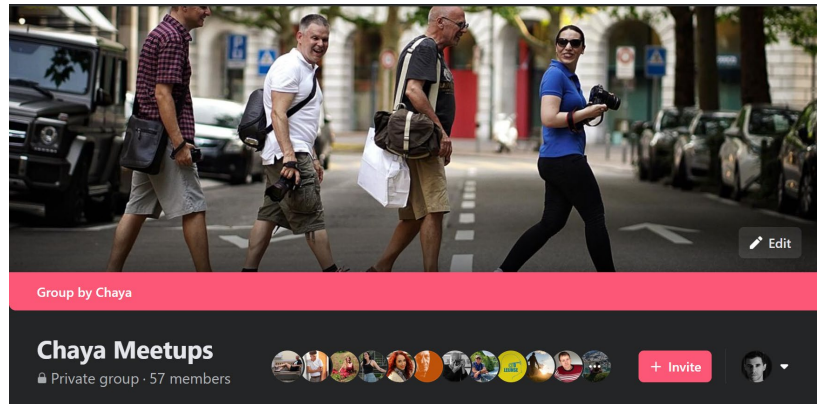 Edit
Group by Chaya
Chaya Meetups
Private group · 57 members
+ Invite